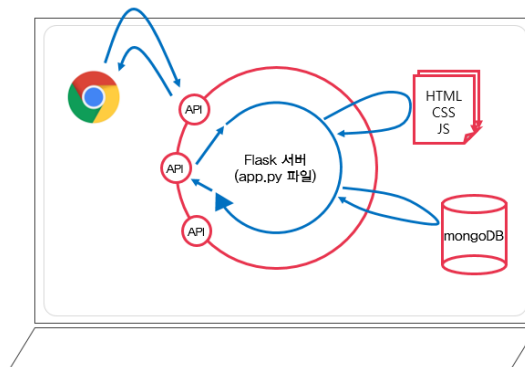 API
HTML
CSS
JS
Flask 서버
(app.py 파일)
API
API
mongoDB